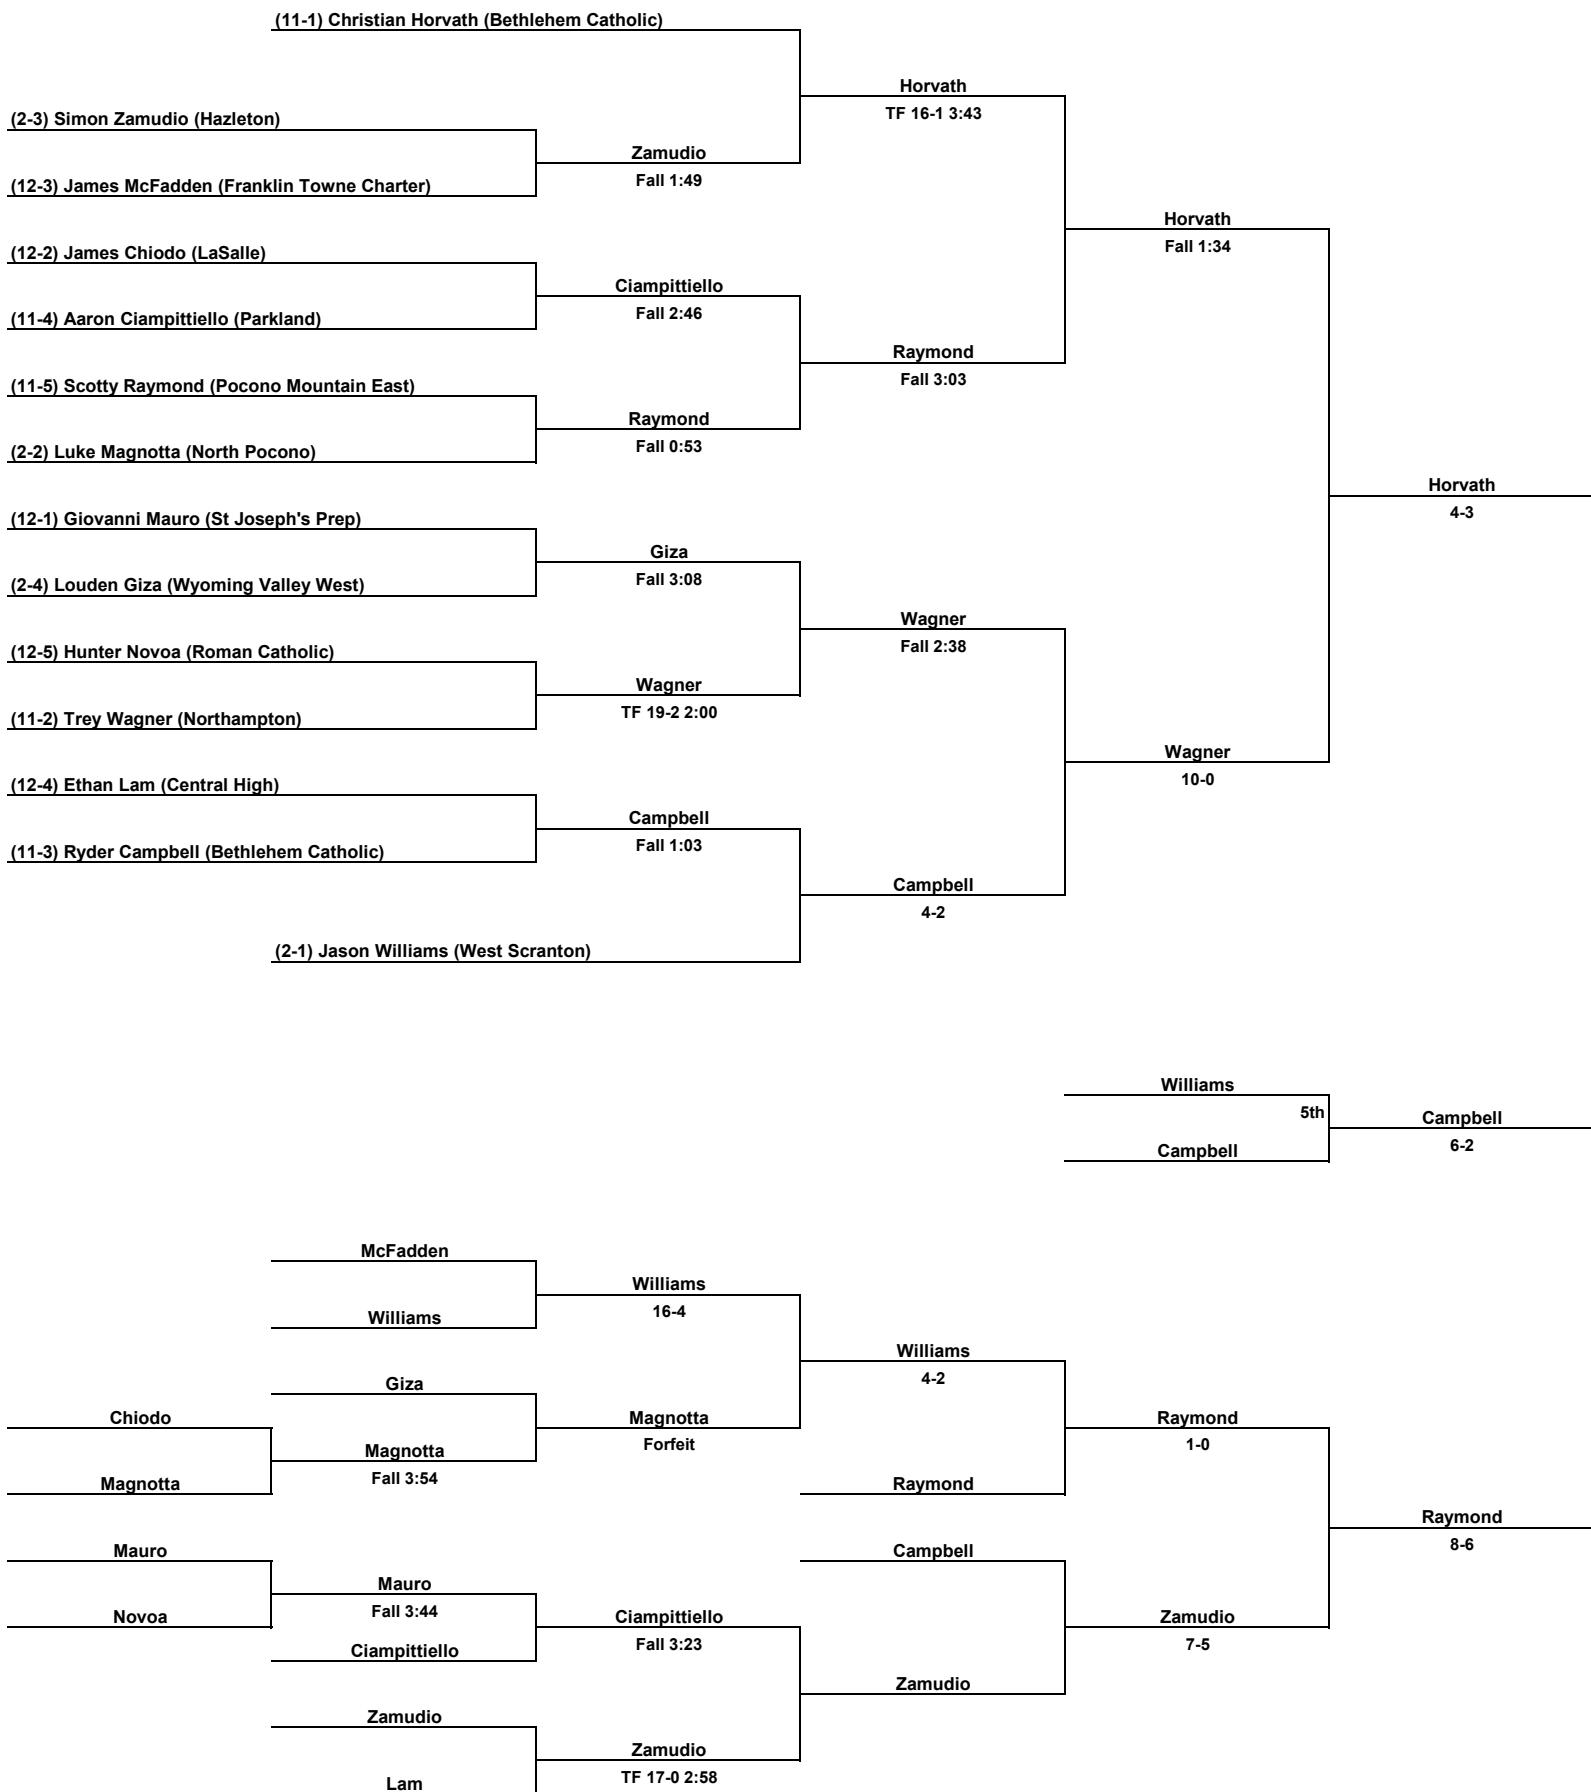 (11-1) Christian Horvath (Bethlehem Catholic)
Horvath
TF 16-1 3:43
(2-3) Simon Zamudio (Hazleton)
Zamudio
Fall 1:49
(12-3) James McFadden (Franklin Towne Charter)
Horvath
Fall 1:34
(12-2) James Chiodo (LaSalle)
Ciampittiello
Fall 2:46
(11-4) Aaron Ciampittiello (Parkland)
Raymond
Fall 3:03
(11-5) Scotty Raymond (Pocono Mountain East)
Raymond
Fall 0:53
(2-2) Luke Magnotta (North Pocono)
Horvath
4-3
(12-1) Giovanni Mauro (St Joseph's Prep)
Giza
Fall 3:08
(2-4) Louden Giza (Wyoming Valley West)
Wagner
Fall 2:38
(12-5) Hunter Novoa (Roman Catholic)
Wagner
TF 19-2 2:00
(11-2) Trey Wagner (Northampton)
Wagner
10-0
(12-4) Ethan Lam (Central High)
Campbell
Fall 1:03
(11-3) Ryder Campbell (Bethlehem Catholic)
Campbell
4-2
(2-1) Jason Williams (West Scranton)
Williams
5th
Campbell
6-2
Campbell
McFadden
Williams
16-4
Williams
Williams
4-2
Giza
Chiodo
Magnotta
Forfeit
Raymond
1-0
Magnotta
Fall 3:54
Magnotta
Raymond
Raymond
8-6
Mauro
Campbell
Mauro
Fall 3:44
Novoa
Ciampittiello
Fall 3:23
Zamudio
7-5
Ciampittiello
Zamudio
Zamudio
Zamudio
TF 17-0 2:58
Lam